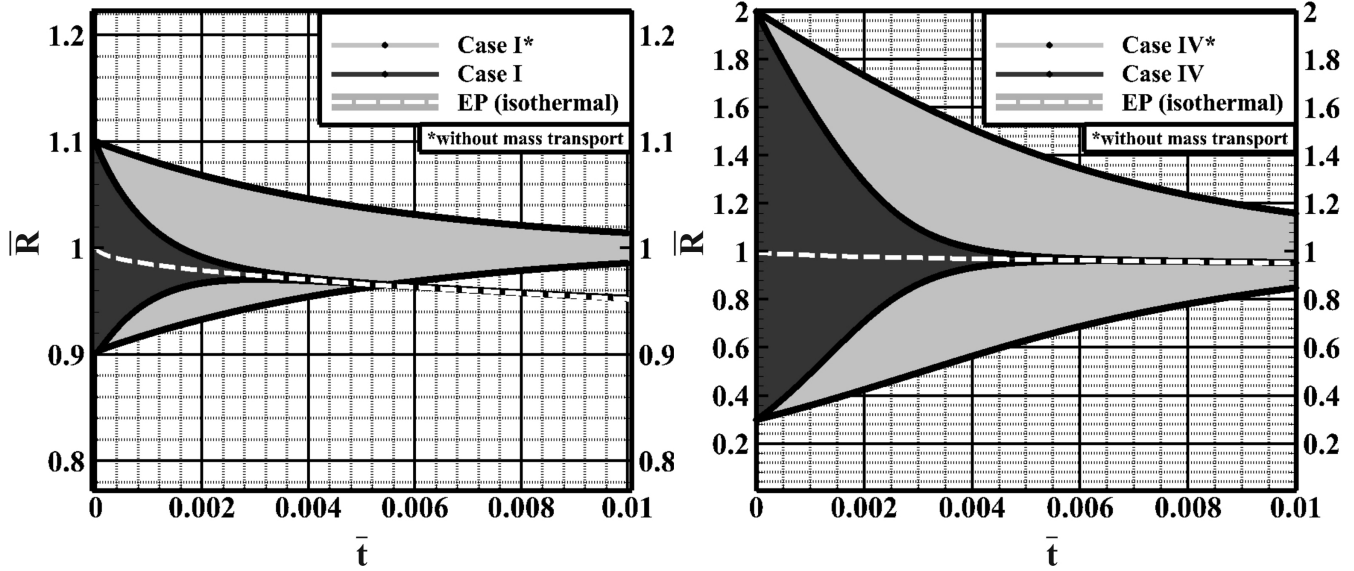 1.2
1.1
R̅
1
0.9
0.8
1.2
1.1
1
0.9
0.8
Case I*
Case I
EP (isothermal)
*without mass transport
0 0.002 0.004 0.006 0.008 0.01
t̅
2
1.8
1.6
1.4
1.2
R̅
1
0.8
0.6
0.4
0.2
2
1.8
1.6
1.4
1.2
1
0.8
0.6
0.4
0.2
Case IV*
Case IV
EP (isothermal)
*without mass transport
0 0.002 0.004 0.006 0.008 0.01
t̅